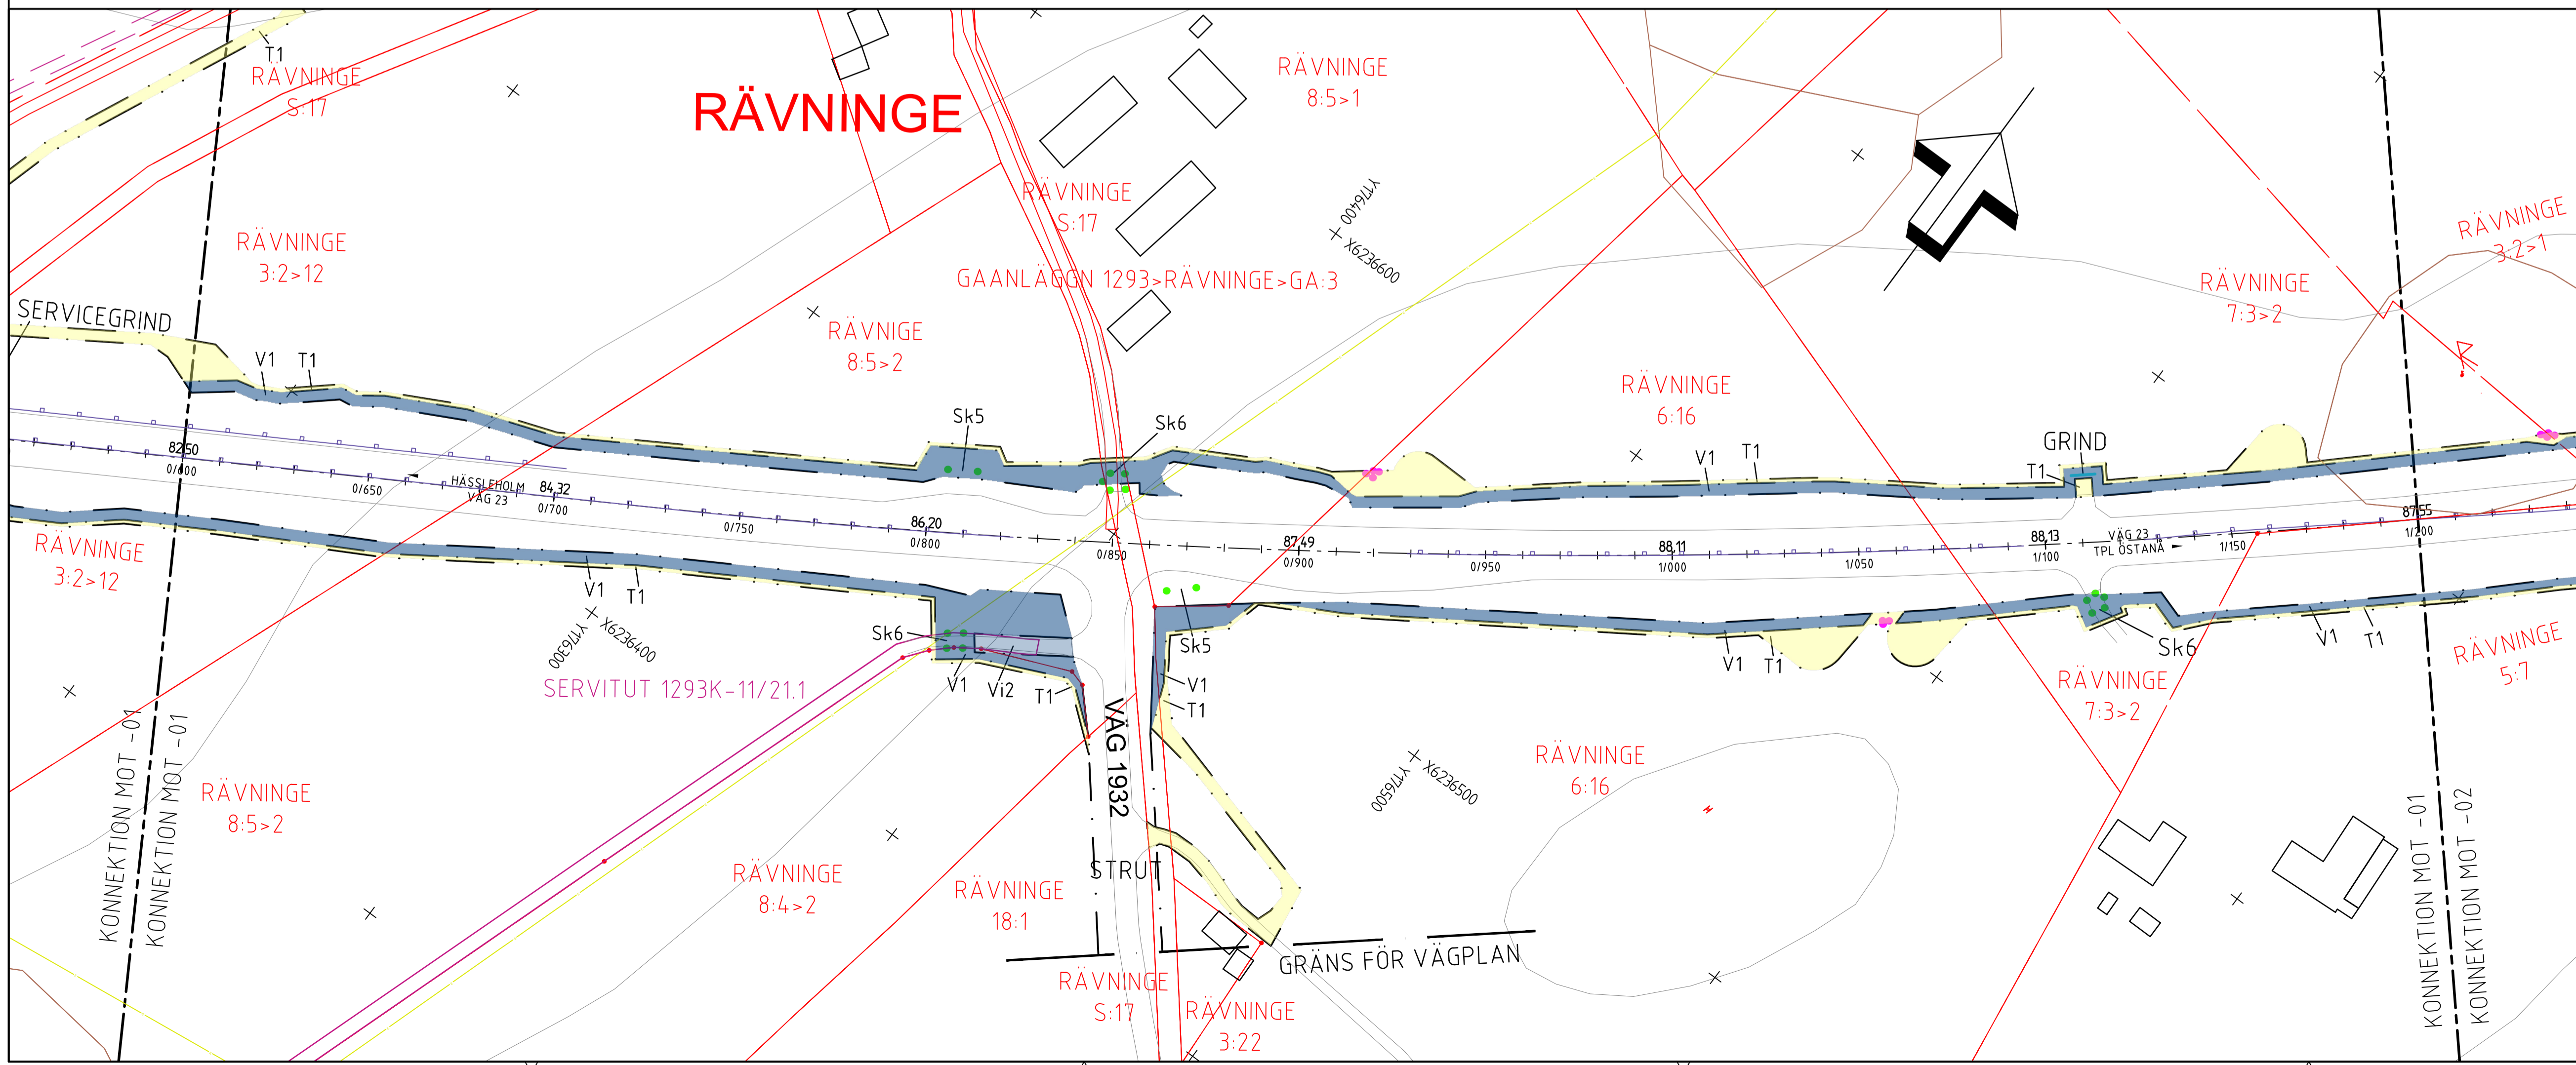 T1
RÄVNINGE
S:17
RÄVNINGE
RÄVNINGE
8:5>1
RÄVNINGE
S:17
Y176400
X6236600
RÄVNINGE
3:2>12
GAANLÄGGN 1293>RÄVNINGE>GA:3
RÄVNINGE
3:2>1
RÄVNINGE
7:3>2
SERVICEGRIND
RÄVNIGE
8:5>2
V1
T1
RÄVNINGE
6:16
Sk5
Sk6
GRIND
V1
T1
T1
82,50
0/600
0/650
HÄSSLEHOLM
VÄG 23
84,32
0/700
0/750
86,20
0/800
0/850
87,49
0/900
0/950
88,11
1/000
1/050
88,13
1/100
VÄG 23
TPL ÖSTANÅ
1/150
87,55
1/200
RÄVNINGE
3:2>12
V1
T1
Y176300
X6236400
Sk6
V1
Vi2
T1
Sk5
V1
T1
V1
T1
Sk6
V1
T1
RÄVNINGE
5:7
SERVITUT 1293K-11/21.1
RÄVNINGE
7:3>2
VÄG 1932
Y176500
X6236500
RÄVNINGE
6:16
KONNEKTION MOT -01
KONNEKTION MOT -01
RÄVNINGE
8:5>2
RÄVNINGE
8:4>2
STRUT
RÄVNINGE
18:1
KONNEKTION MOT -01
KONNEKTION MOT -02
GRÄNS FÖR VÄGPLAN
RÄVNINGE
S:17
RÄVNINGE
3:22